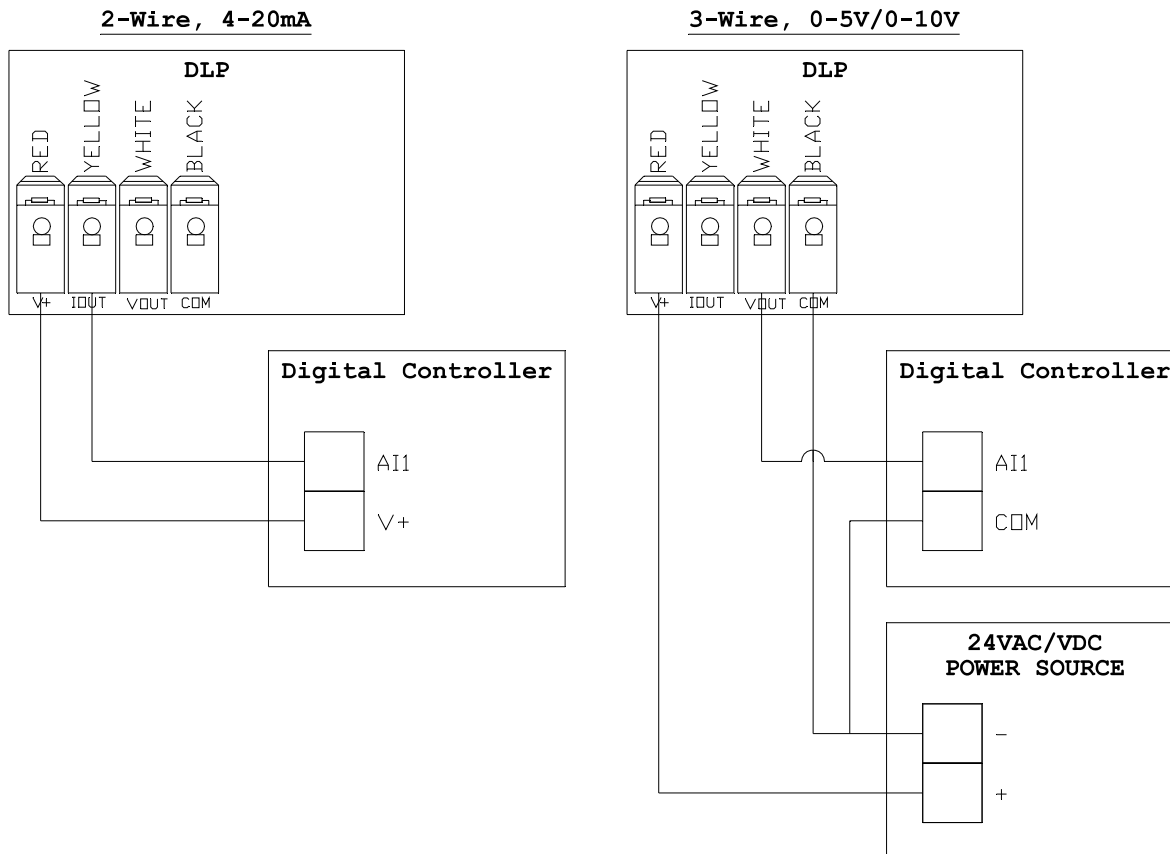 2-Wire, 4-20mA
DLP
RED
YELLOW
WHITE
BLACK
V+
IOUT
VOUT
COM
Digital Controller
AI1
V+
3-Wire, 0-5V/0-10V
DLP
RED
YELLOW
WHITE
BLACK
V+
IOUT
VOUT
COM
Digital Controller
AI1
COM
24VAC/VDC
POWER SOURCE
-
+